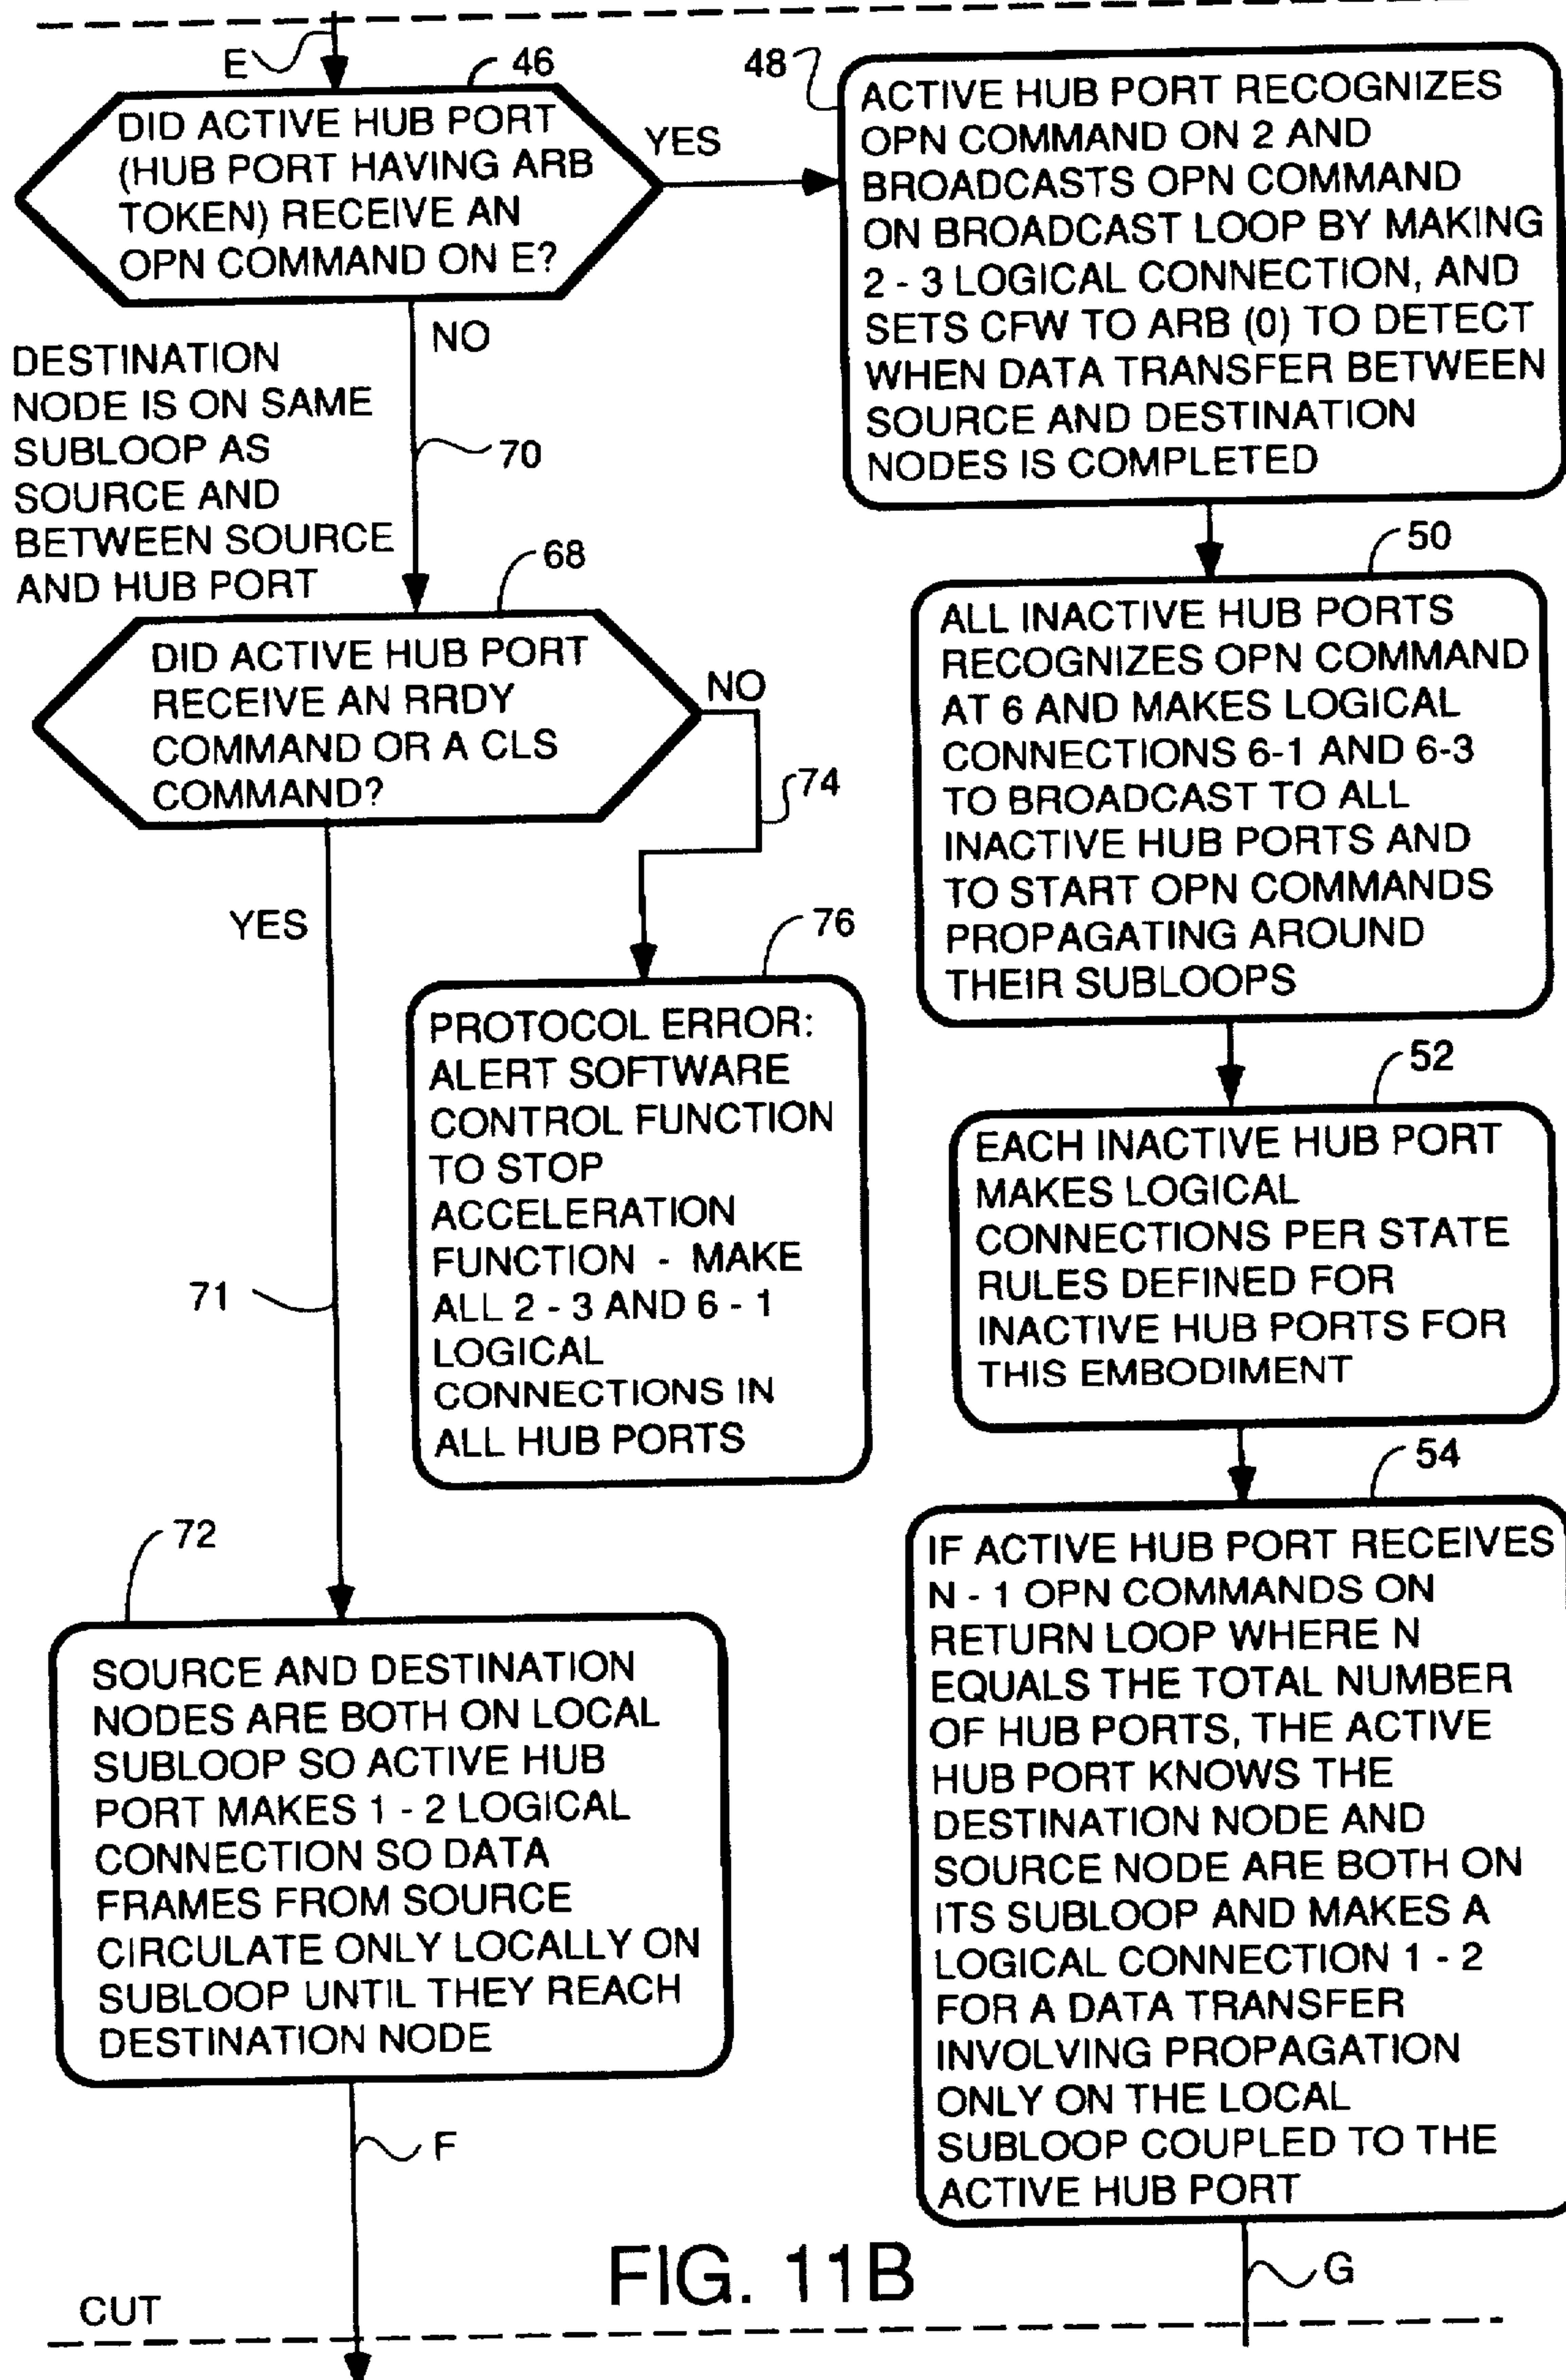 E
46
DID ACTIVE HUB PORT
(HUB PORT HAVING ARB
TOKEN) RECEIVE AN
OPN COMMAND ON E?
YES
48
ACTIVE HUB PORT RECOGNIZES
OPN COMMAND ON 2 AND
BROADCASTS OPN COMMAND
ON BROADCAST LOOP BY MAKING
2 - 3 LOGICAL CONNECTION, AND
SETS CFW TO ARB (0) TO DETECT
WHEN DATA TRANSFER BETWEEN
SOURCE AND DESTINATION
NODES IS COMPLETED
NO
DESTINATION
NODE IS ON SAME
SUBLOOP AS
SOURCE AND
BETWEEN SOURCE
AND HUB PORT
70
68
DID ACTIVE HUB PORT
RECEIVE AN RRDY
COMMAND OR A CLS
COMMAND?
NO
74
50
ALL INACTIVE HUB PORTS
RECOGNIZES OPN COMMAND
AT 6 AND MAKES LOGICAL
CONNECTIONS 6-1 AND 6-3
TO BROADCAST TO ALL
INACTIVE HUB PORTS AND
TO START OPN COMMANDS
PROPAGATING AROUND
THEIR SUBLOOPS
YES
76
PROTOCOL ERROR:
ALERT SOFTWARE
CONTROL FUNCTION
TO STOP
ACCELERATION
FUNCTION - MAKE
ALL 2 - 3 AND 6 - 1
LOGICAL
CONNECTIONS IN
ALL HUB PORTS
52
EACH INACTIVE HUB PORT
MAKES LOGICAL
CONNECTIONS PER STATE
RULES DEFINED FOR
INACTIVE HUB PORTS FOR
THIS EMBODIMENT
71
54
IF ACTIVE HUB PORT RECEIVES
N - 1 OPN COMMANDS ON
RETURN LOOP WHERE N
EQUALS THE TOTAL NUMBER
OF HUB PORTS, THE ACTIVE
HUB PORT KNOWS THE
DESTINATION NODE AND
SOURCE NODE ARE BOTH ON
ITS SUBLOOP AND MAKES A
LOGICAL CONNECTION 1 - 2
FOR A DATA TRANSFER
INVOLVING PROPAGATION
ONLY ON THE LOCAL
SUBLOOP COUPLED TO THE
ACTIVE HUB PORT
72
SOURCE AND DESTINATION
NODES ARE BOTH ON LOCAL
SUBLOOP SO ACTIVE HUB
PORT MAKES 1 - 2 LOGICAL
CONNECTION SO DATA
FRAMES FROM SOURCE
CIRCULATE ONLY LOCALLY ON
SUBLOOP UNTIL THEY REACH
DESTINATION NODE
F
G
FIG. 11B
CUT